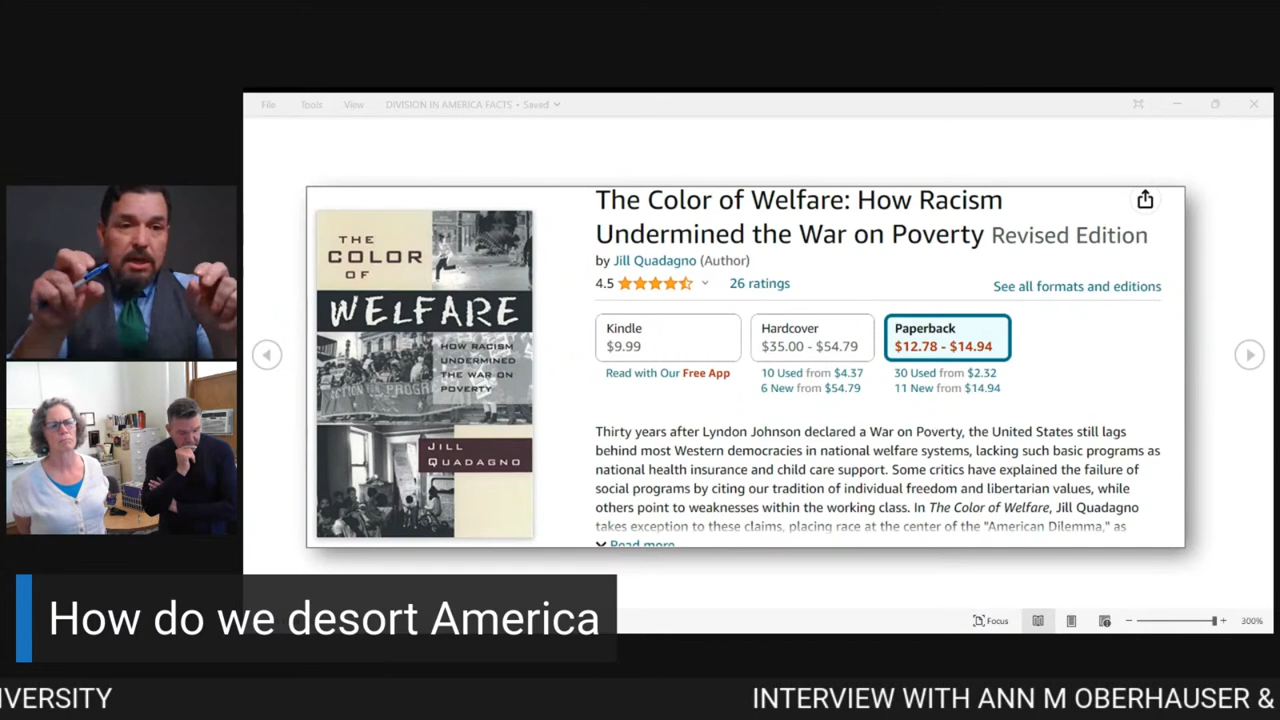 File Tools View DIVISION IN AMERICA FACTS • Saved
THE
COLOR
OF
WELFARE
HOW RACISM
UNDERMINED
THE WAR ON
POVERTY
JILL
QUADAGNO
The Color of Welfare: How Racism
Undermined the War on Poverty Revised Edition
by Jill Quadagno (Author)
4.5 26 ratings
See all formats and editions
Kindle
$9.99
Read with Our Free App
Hardcover
$35.00 - $54.79
10 Used from $4.37
6 New from $54.79
Paperback
$12.78 - $14.94
30 Used from $2.32
11 New from $14.94
Thirty years after Lyndon Johnson declared a War on Poverty, the United States still lags
behind most Western democracies in national welfare systems, lacking such basic programs as
national health insurance and child care support. Some critics have explained the failure of
social programs by citing our tradition of individual freedom and libertarian values, while
others point to weaknesses within the working class. In The Color of Welfare, Jill Quadagno
takes exception to these claims, placing race at the center of the "American Dilemma," as
Read more
Focus
300%
How do we desort America
IVERSITY
INTERVIEW WITH ANN M OBERHAUSER &